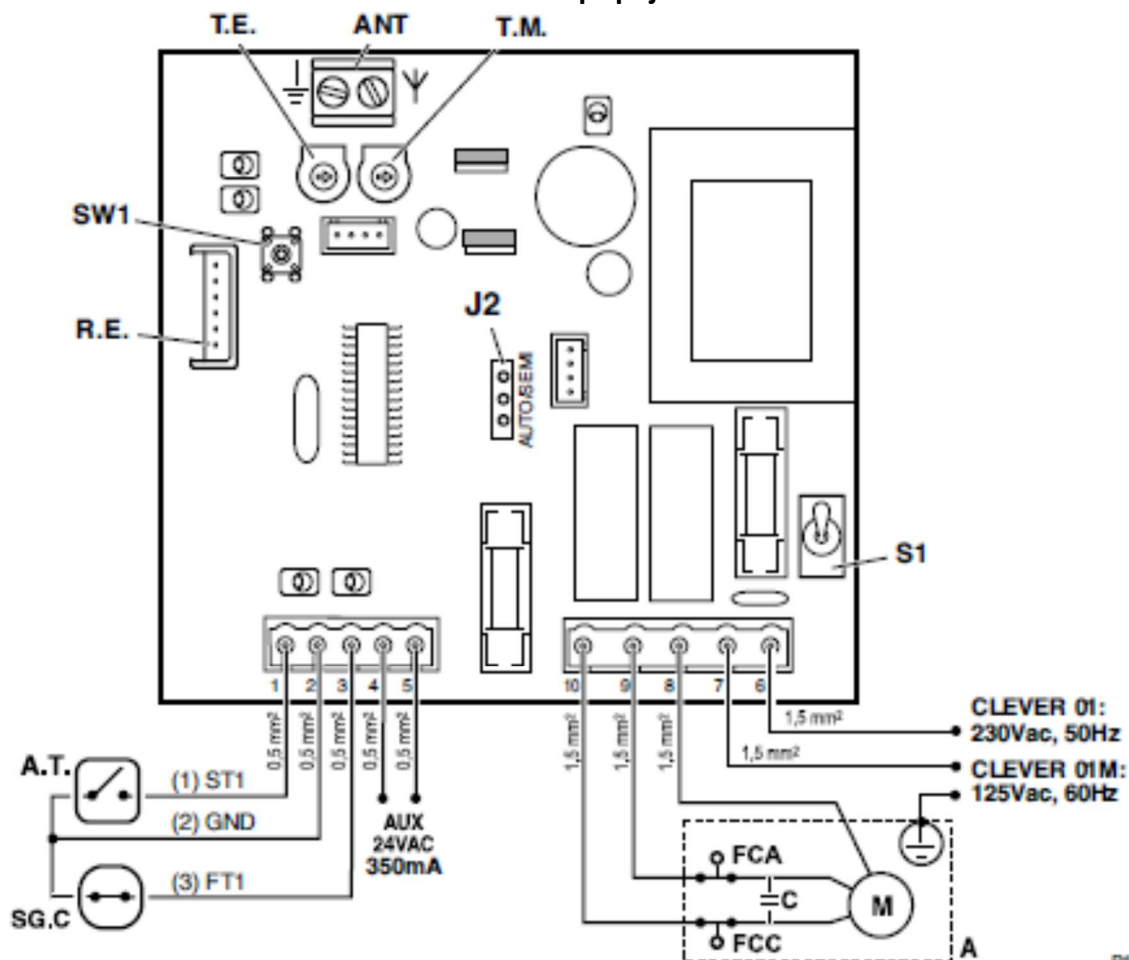 T.E.
ANT
T.M.
SW1
R.E.
J2
AUTO/SEMI
S1
1
2
3
4
5
10
9
8
7
6
0,5 mm²
0,5 mm²
0,5 mm²
0,5 mm²
0,5 mm²
1,5 mm²
1,5 mm²
1,5 mm²
1,5 mm²
1,5 mm²
CLEVER 01:
230Vac, 50Hz
CLEVER 01M:
125Vac, 60Hz
A.T.
(1) ST1
(2) GND
(3) FT1
SG.C
AUX
24VAC
350mA
FCA
C
M
FCC
A